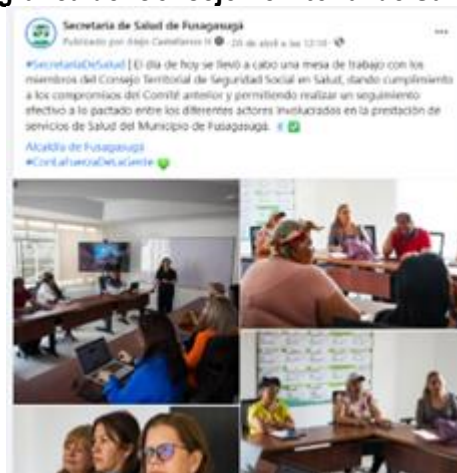 Secretaría de Salud de Fusagasugá
Publicado por Alejo Castellanos N · 26 de abril a las 12:10 ·
#SecretaríaDeSalud | El día de hoy se llevó a cabo una mesa de trabajo con los
miembros del Consejo Territorial de Seguridad Social en Salud, dando cumplimiento
a los compromisos del Comité anterior y permitiendo realizar un seguimiento
efectivo a lo pactado entre los diferentes actores involucrados en la prestación de
servicios de Salud del Municipio de Fusagasugá.
Alcaldía de Fusagasugá
#ConLaFuerzaDeLaGente